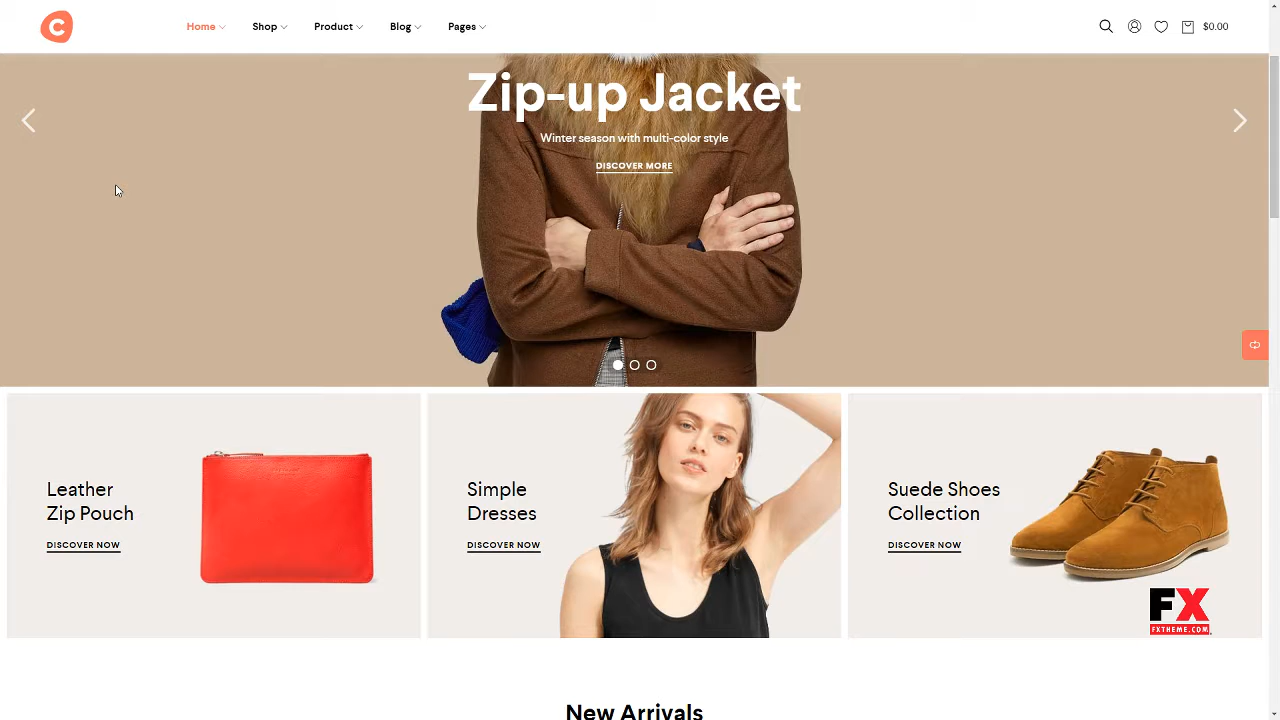 C
Home
Shop
Product
Blog
Pages
$0.00
Zip-up Jacket
Winter season with multi-color style
DISCOVER MORE
Leather
Zip Pouch
DISCOVER NOW
Simple
Dresses
DISCOVER NOW
Suede Shoes
Collection
DISCOVER NOW
FX
FXTHEME.COM
New Arrivals